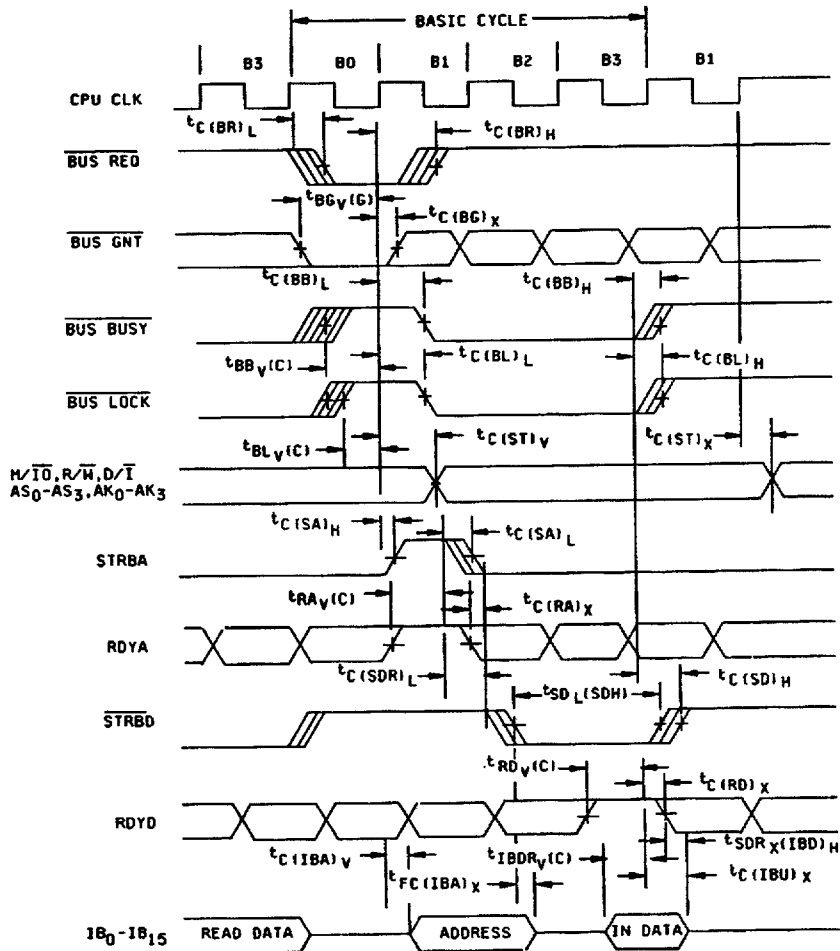 BASIC CYCLE
B3 B0 B1 B2 B3 B1
CPU CLK
tC(BR)L tC(BR)H
BUS REQ
tBGV(G) tC(BG)X
BUS GNT
tC(BB)L tC(BB)H
BUS BUSY
tBBV(C) tC(BL)L tC(BL)H
BUS LOCK
tBLV(C) tC(ST)V tC(ST)X
M/IO,R/W,D/I
AS0-AS3,AK0-AK3
tC(SA)H tC(SA)L
STRBA
tRAV(C) tC(RA)X
RDYA
tC(SDR)L tSDL(SDH) tC(SD)H
STRBD
tRDV(C) tC(RD)X
RDYD
tSDRX(IBD)H
tC(IBA)V tIBDRV(C)
tFC(IBA)X tC(IBU)X
IB0-IB15 READ DATA ADDRESS IN DATA